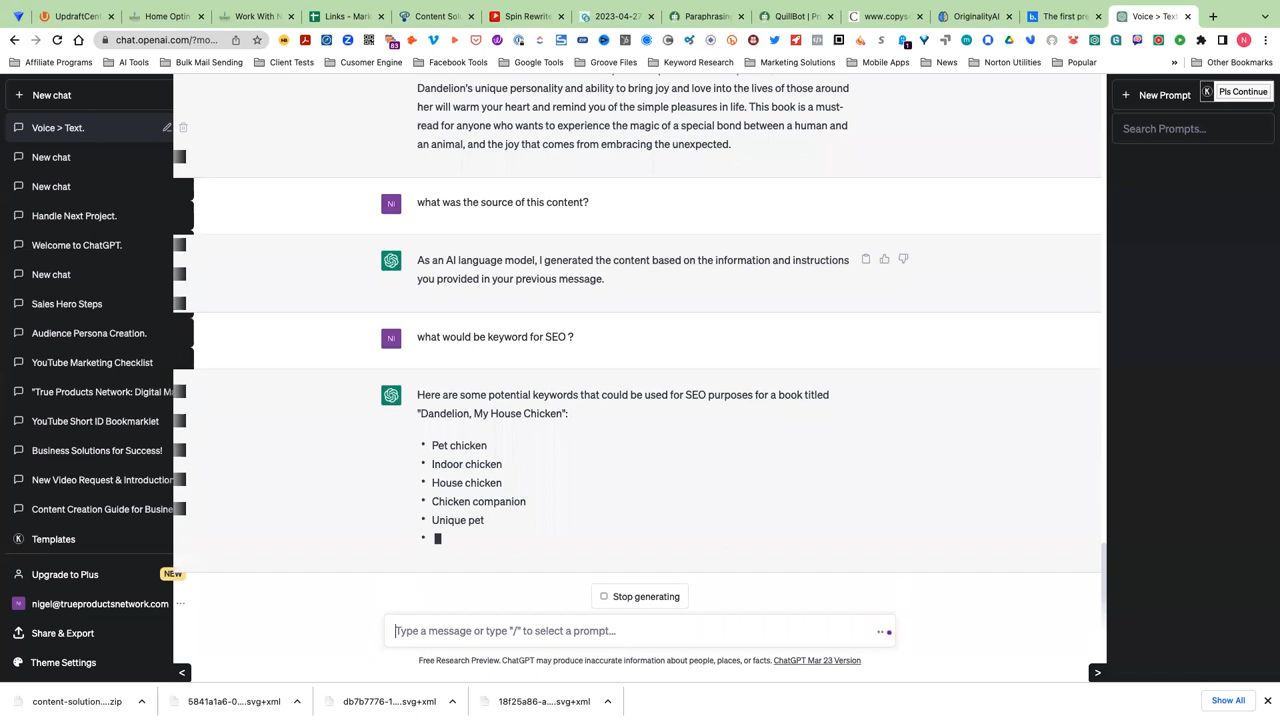 UpdraftCent
Home Optin
Work With N
Links – Mark
Content Solu
Spin Rewrite
2023-04-27
Paraphrasing
QuillBot | Pr
www.copysc
OriginalityAI
The first pre
Voice > Text
chat.openai.com/?mo...
83
1
N
Affiliate Programs
AI Tools
Bulk Mail Sending
Client Tests
Cusomer Engine
Facebook Tools
Google Tools
Groove Files
Keyword Research
Marketing Solutions
Mobile Apps
News
Norton Utilities
Popular
»
Other Bookmarks
New chat
Voice > Text.
New chat
New chat
Handle Next Project.
Welcome to ChatGPT.
New chat
Sales Hero Steps
Audience Persona Creation.
YouTube Marketing Checklist
"True Products Network: Digital Ma
YouTube Short ID Bookmarklet
Business Solutions for Success!
New Video Request & Introduction
Content Creation Guide for Busine
Templates
Upgrade to Plus
NEW
nigel@trueproductsnetwork.com
Share & Export
Theme Settings
<
Dandelion's unique personality and ability to bring joy and love into the lives of those around
her will warm your heart and remind you of the simple pleasures in life. This book is a must-
read for anyone who wants to experience the magic of a special bond between a human and
an animal, and the joy that comes from embracing the unexpected.
Ni
what was the source of this content?
As an AI language model, I generated the content based on the information and instructions
you provided in your previous message.
Ni
what would be keyword for SEO ?
Here are some potential keywords that could be used for SEO purposes for a book titled
"Dandelion, My House Chicken":
• Pet chicken
• Indoor chicken
• House chicken
• Chicken companion
• Unique pet
•
Stop generating
Type a message or type "/" to select a prompt...
Free Research Preview. ChatGPT may produce inaccurate information about people, places, or facts. ChatGPT Mar 23 Version
+ New Prompt
K
Pls Continue
Search Prompts...
>
content-solution....zip
5841a1a6-0....svg+xml
db7b7776-1....svg+xml
18f25a86-a....svg+xml
Show All